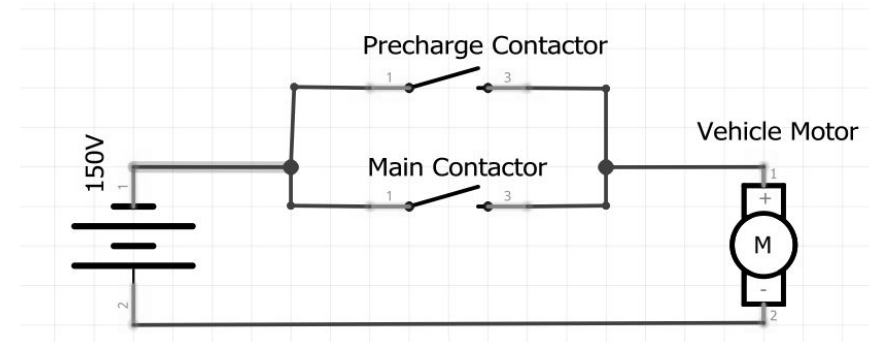 Precharge Contactor
1 3
Vehicle Motor
150V
Main Contactor
1
1
1 3
+
M
-
2
2